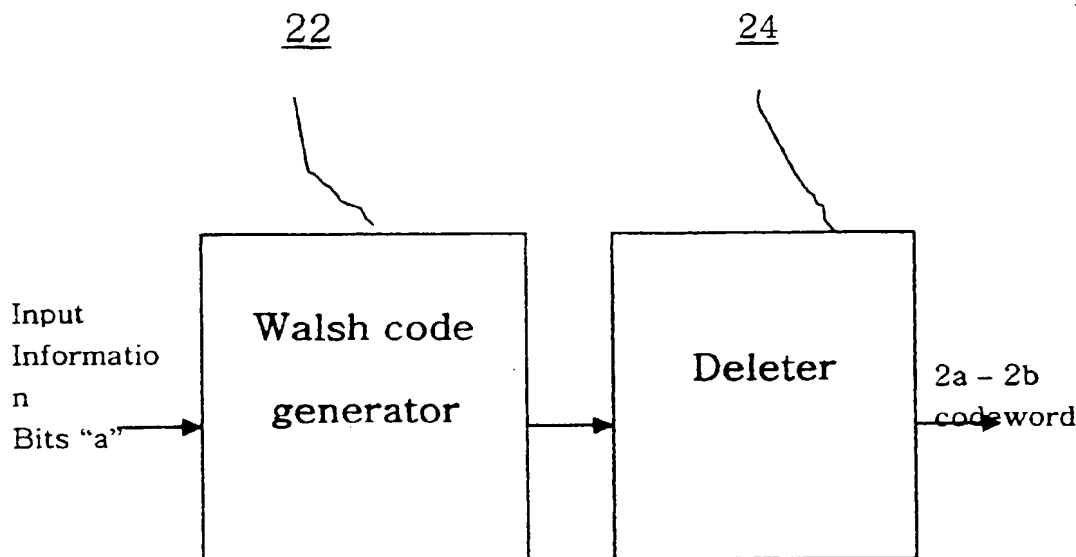 22
24
Input
Informatio
n
Bits "a"
Walsh code
generator
Deleter
2a – 2b
codeword